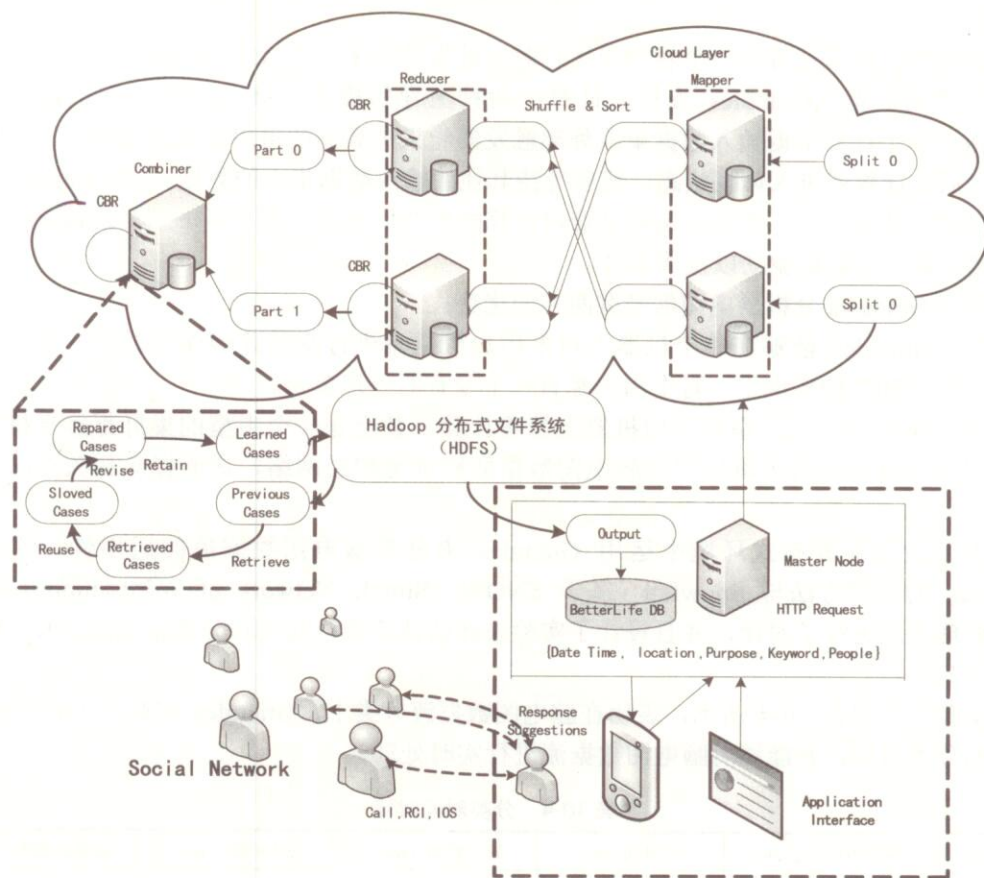 Cloud Layer
Reducer
Mapper
CBR
Shuffle & Sort
Part 0
Split 0
Combiner
CBR
CBR
Part 1
Split 0
Repared
Cases
Learned
Cases
Revise
Retain
Sloved
Cases
Previous
Cases
Reuse
Retrieved
Cases
Retrieve
Hadoop 分布式文件系统
(HDFS)
Output
BetterLife DB
Master Node
HTTP Request
{Date Time, location,Purpose,Keyword,People}
Response
Suggestions
Social Network
Call,RCI,IOS
Application
Interface